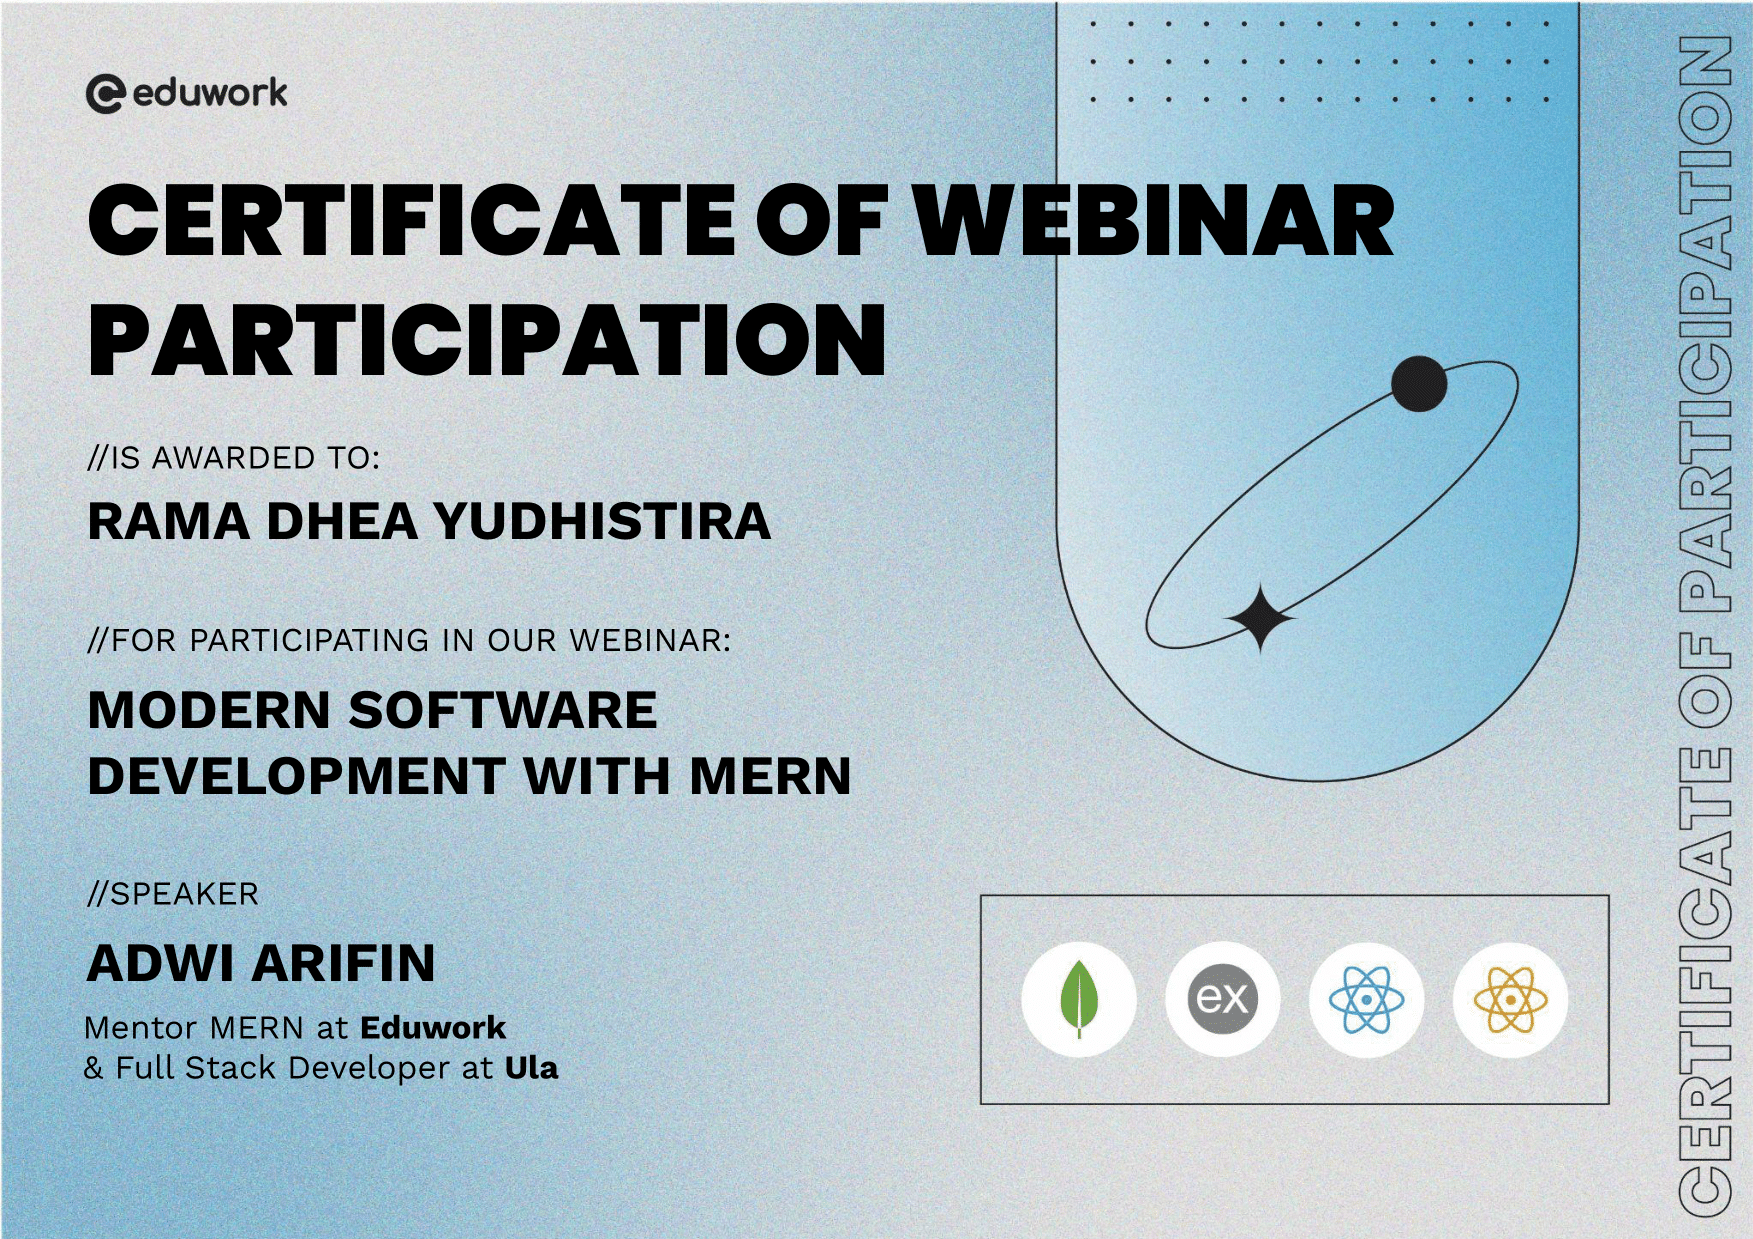 eduwork
CERTIFICATE OF WEBINAR
PARTICIPATION
//IS AWARDED TO:
RAMA DHEA YUDHISTIRA
//FOR PARTICIPATING IN OUR WEBINAR:
MODERN SOFTWARE
DEVELOPMENT WITH MERN
//SPEAKER
ADWI ARIFIN
Mentor MERN at Eduwork
& Full Stack Developer at Ula
ex
CERTIFICATE OF PARTICIPATION